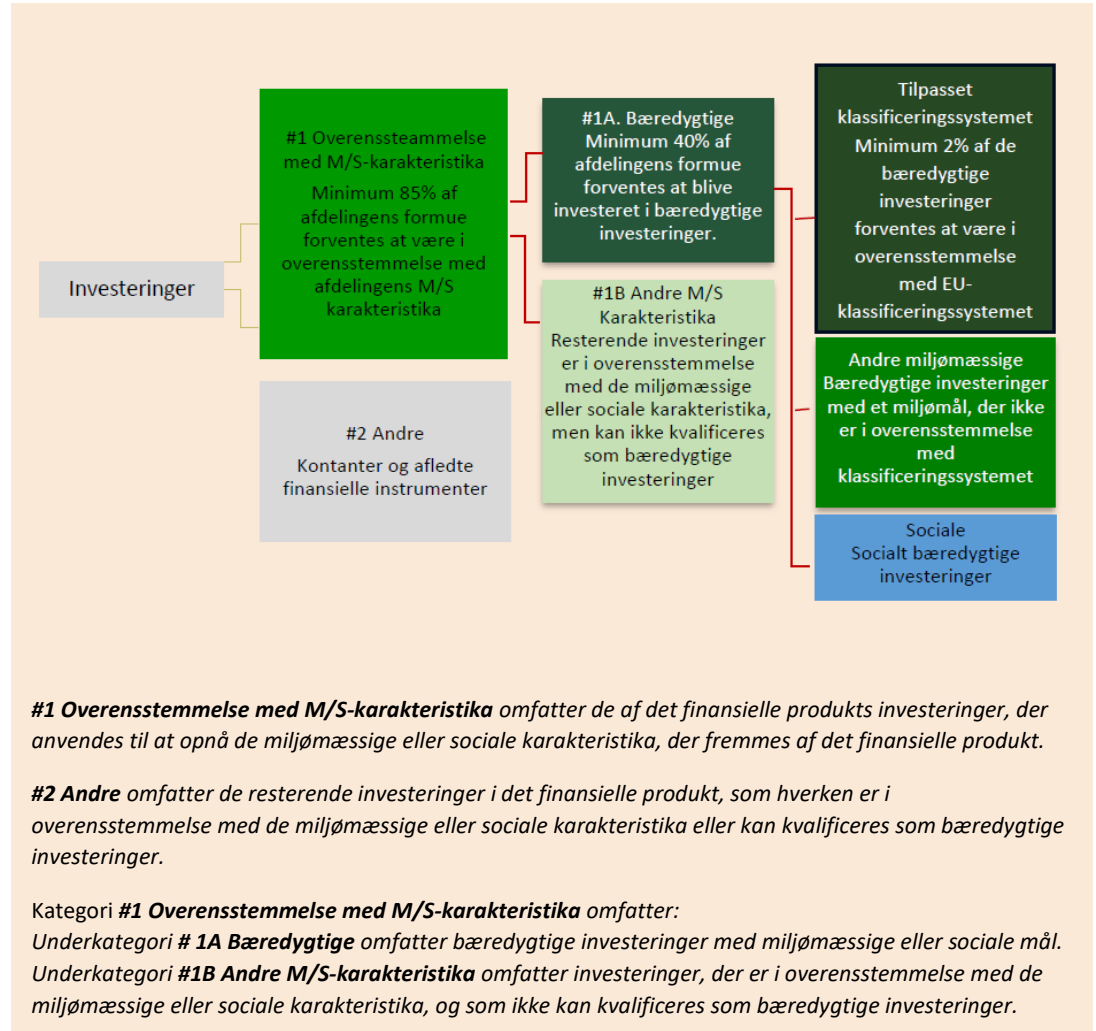 Investeringer
#1 Overenssteammelse
med M/S-karakteristika
Minimum 85% af
afdelingens formue
forventes at være i
overensstemmelse med
afdelingens M/S
karakteristika
#2 Andre
Kontanter og afledte
finansielle instrumenter
#1A. Bæredygtige
Minimum 40% af
afdelingens formue
forventes at blive
investeret i bæredygtige
investeringer.
#1B Andre M/S
Karakteristika
Resterende investeringer
er i overensstemmelse
med de miljømæssige
eller sociale karakteristika,
men kan ikke kvalificeres
som bæredygtige
investeringer
Tilpasset
klassificeringssystemet
Minimum 2% af de
bæredygtige
investeringer
forventes at være i
overensstemmelse
med EU-
klassificeringssystemet
Andre miljømæssige
Bæredygtige investeringer
med et miljømål, der ikke
er i overensstemmelse
med
klassificeringssystemet
Sociale
Socialt bæredygtige
investeringer
#1 Overensstemmelse med M/S-karakteristika omfatter de af det finansielle produkts investeringer, der
anvendes til at opnå de miljømæssige eller sociale karakteristika, der fremmes af det finansielle produkt.
#2 Andre omfatter de resterende investeringer i det finansielle produkt, som hverken er i
overensstemmelse med de miljømæssige eller sociale karakteristika eller kan kvalificeres som bæredygtige
investeringer.
Kategori #1 Overensstemmelse med M/S-karakteristika omfatter:
Underkategori # 1A Bæredygtige omfatter bæredygtige investeringer med miljømæssige eller sociale mål.
Underkategori #1B Andre M/S-karakteristika omfatter investeringer, der er i overensstemmelse med de
miljømæssige eller sociale karakteristika, og som ikke kan kvalificeres som bæredygtige investeringer.